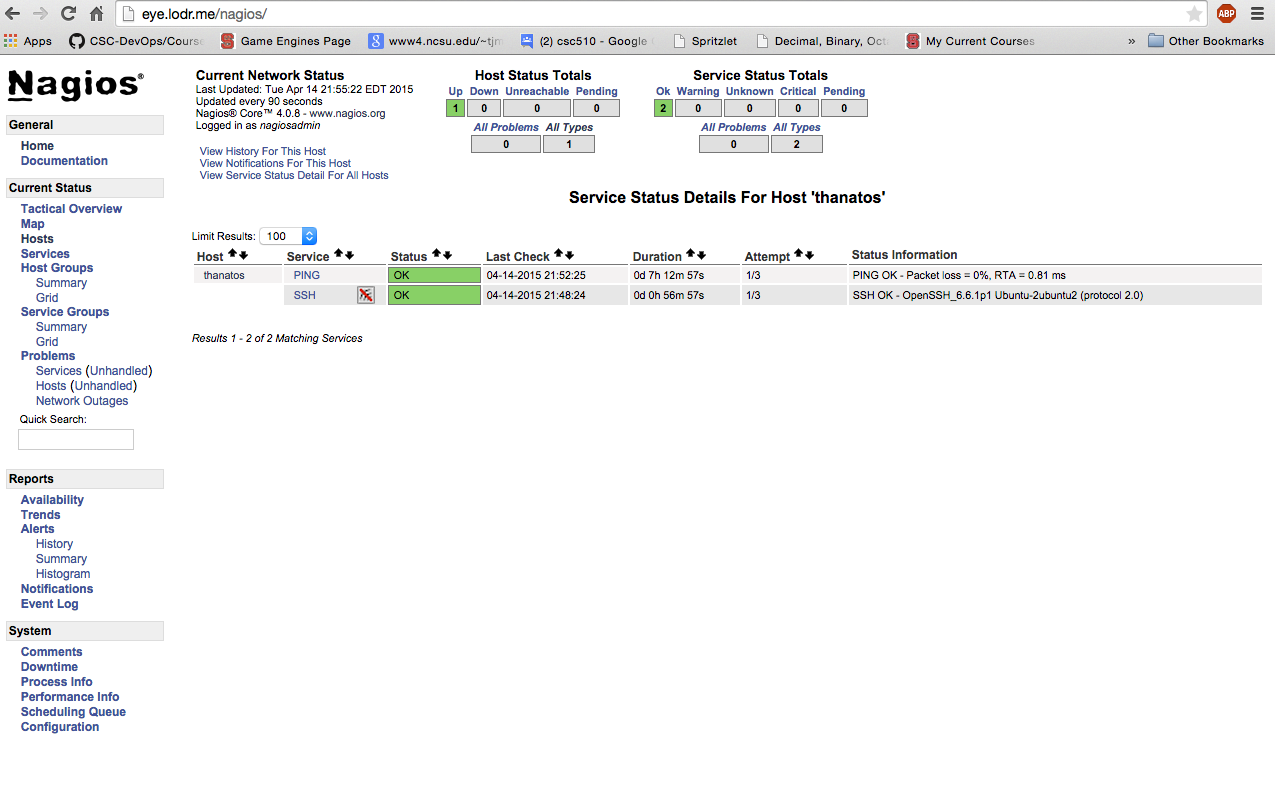 eye.lodr.me/nagios/
ABP
Apps CSC-DevOps/Course Game Engines Page www4.ncsu.edu/~tjm (2) csc510 - Google Spritzlet Decimal, Binary, Octa My Current Courses » Other Bookmarks
Nagios®
General
Home
Documentation
Current Status
Tactical Overview
Map
Hosts
Services
Host Groups
Summary
Grid
Service Groups
Summary
Grid
Problems
Services (Unhandled)
Hosts (Unhandled)
Network Outages
Quick Search:
Reports
Availability
Trends
Alerts
History
Summary
Histogram
Notifications
Event Log
System
Comments
Downtime
Process Info
Performance Info
Scheduling Queue
Configuration
Current Network Status
Last Updated: Tue Apr 14 21:55:22 EDT 2015
Updated every 90 seconds
Nagios® Core™ 4.0.8 - www.nagios.org
Logged in as nagiosadmin
View History For This Host
View Notifications For This Host
View Service Status Detail For All Hosts
Host Status Totals
Up Down Unreachable Pending
1 0 0 0
All Problems All Types
0 1
Service Status Totals
Ok Warning Unknown Critical Pending
2 0 0 0 0
All Problems All Types
0 2
Service Status Details For Host 'thanatos'
Limit Results: 100
Host Service Status Last Check Duration Attempt Status Information
thanatos PING OK 04-14-2015 21:52:25 0d 7h 12m 57s 1/3 PING OK - Packet loss = 0%, RTA = 0.81 ms
SSH OK 04-14-2015 21:48:24 0d 0h 56m 57s 1/3 SSH OK - OpenSSH_6.6.1p1 Ubuntu-2ubuntu2 (protocol 2.0)
Results 1 - 2 of 2 Matching Services